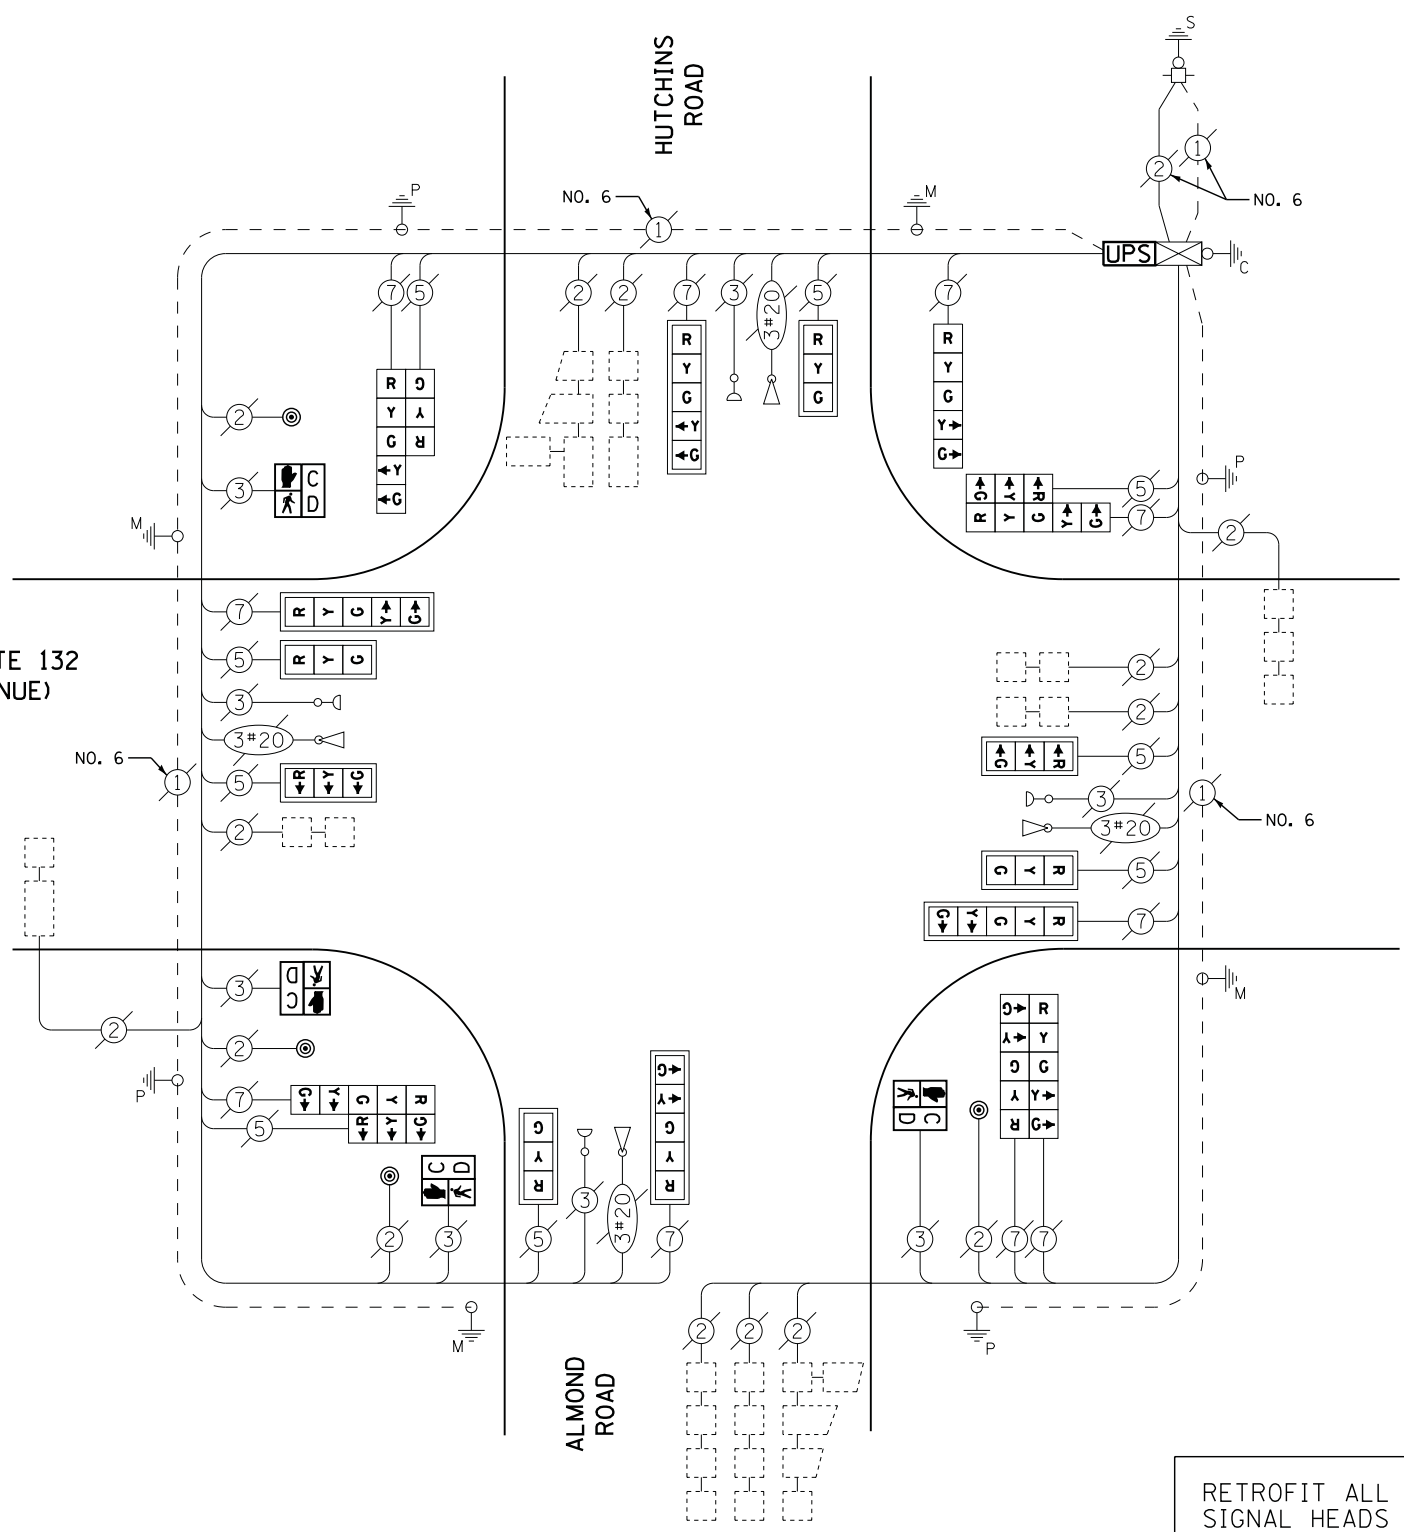 S
HUTCHINS
ROAD
1
2
NO. 6
P
NO. 6
1
M
UPS
C
7 5 2 2 7 3 3#20 5 7
R G
Y Y
G R
←Y
←G
R
Y
G
←Y
←G
R
Y
G
R
Y
G
Y→
G→
2
3
C
D
M
P
←G ←Y ←R 5
R Y G Y→ G→ 7
2
7 R Y G Y→ G→
5 R Y G
3
3#20
5 ←R ←Y ←G
2
TE 132
NUE)
NO. 6
1
2
2
←G ←Y ←R 5
3
3#20
1
NO. 6
G Y R 5
G→ Y→ G Y R 7
3
D
C
2
2
P
7 G→ Y→ G Y R
5 ←R ←Y ←G
M
G→ R
Y→ Y
G G
Y Y→
R G→
C D
D C
G
Y
R
←G
←Y
G
Y
R
2 3 5 3 3#20 7
3 2 7 7
M
P
2 2 2
ALMOND
ROAD
RETROFIT ALL
SIGNAL HEADS